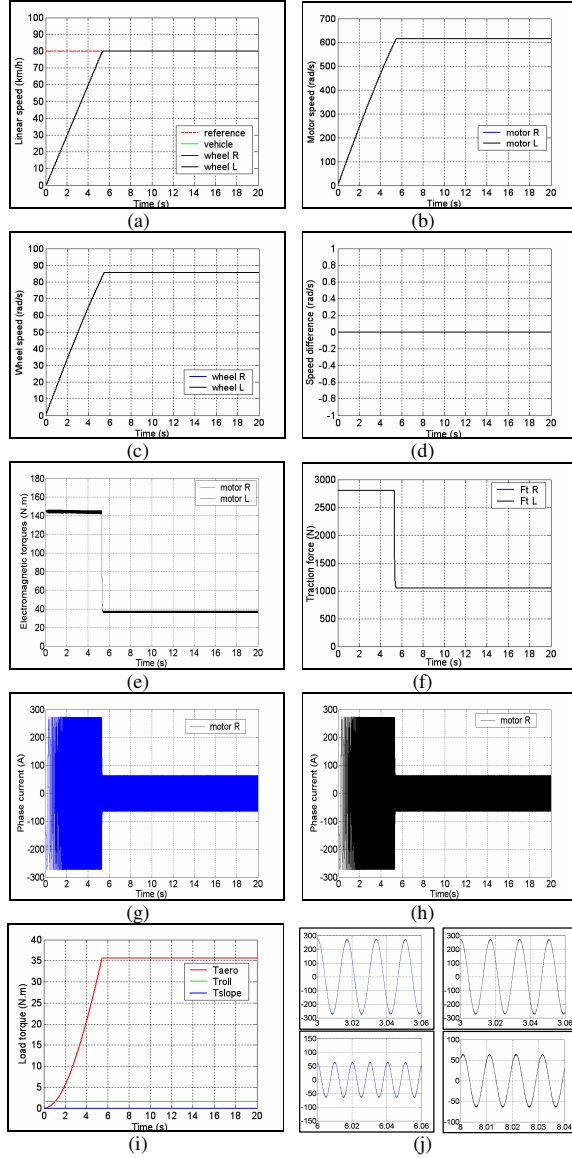 100
90
80
70
60
50
40
30
20
10
0
Linear speed (km/h)
reference
vehicle
wheel R
wheel L
0 2 4 6 8 10 12 14 16 18 20
Time (s)
(a)
700
600
500
400
300
200
100
0
Motor speed (rad/s)
motor R
motor L
0 2 4 6 8 10 12 14 16 18 20
Time (s)
(b)
100
90
80
70
60
50
40
30
20
10
0
Wheel speed (rad/s)
wheel R
wheel L
0 2 4 6 8 10 12 14 16 18 20
Time (s)
(c)
1
0.8
0.6
0.4
0.2
0
-0.2
-0.4
-0.6
-0.8
-1
Speed difference (rad/s)
0 2 4 6 8 10 12 14 16 18 20
Time (s)
(d)
180
160
140
120
100
80
60
40
20
0
Electromagnetic torques (N.m)
motor R
motor L
0 2 4 6 8 10 12 14 16 18 20
Time (s)
(e)
3000
2500
2000
1500
1000
500
0
Traction force (N)
Ft R
Ft L
0 2 4 6 8 10 12 14 16 18 20
Time (s)
(f)
300
200
100
0
-100
-200
-300
Phase current (A)
motor R
0 2 4 6 8 10 12 14 16 18 20
Time(s)
(g)
300
200
100
0
-100
-200
-300
Phase current (A)
motor R
0 2 4 6 8 10 12 14 16 18 20
Time(s)
(h)
40
35
30
25
20
15
10
5
0
Load torque (N.m)
Taero
Troll
Tslope
0 2 4 6 8 10 12 14 16 18 20
Time (s)
(i)
300
200
100
0
-100
-200
-300
3 3.02 3.04 3.06
300
200
100
0
-100
-200
-300
3 3.02 3.04 3.06
150
100
50
0
-50
-100
-150
6 6.02 6.04 6.06
100
50
0
-50
-100
8 8.01 8.02 8.03 8.04
(j)